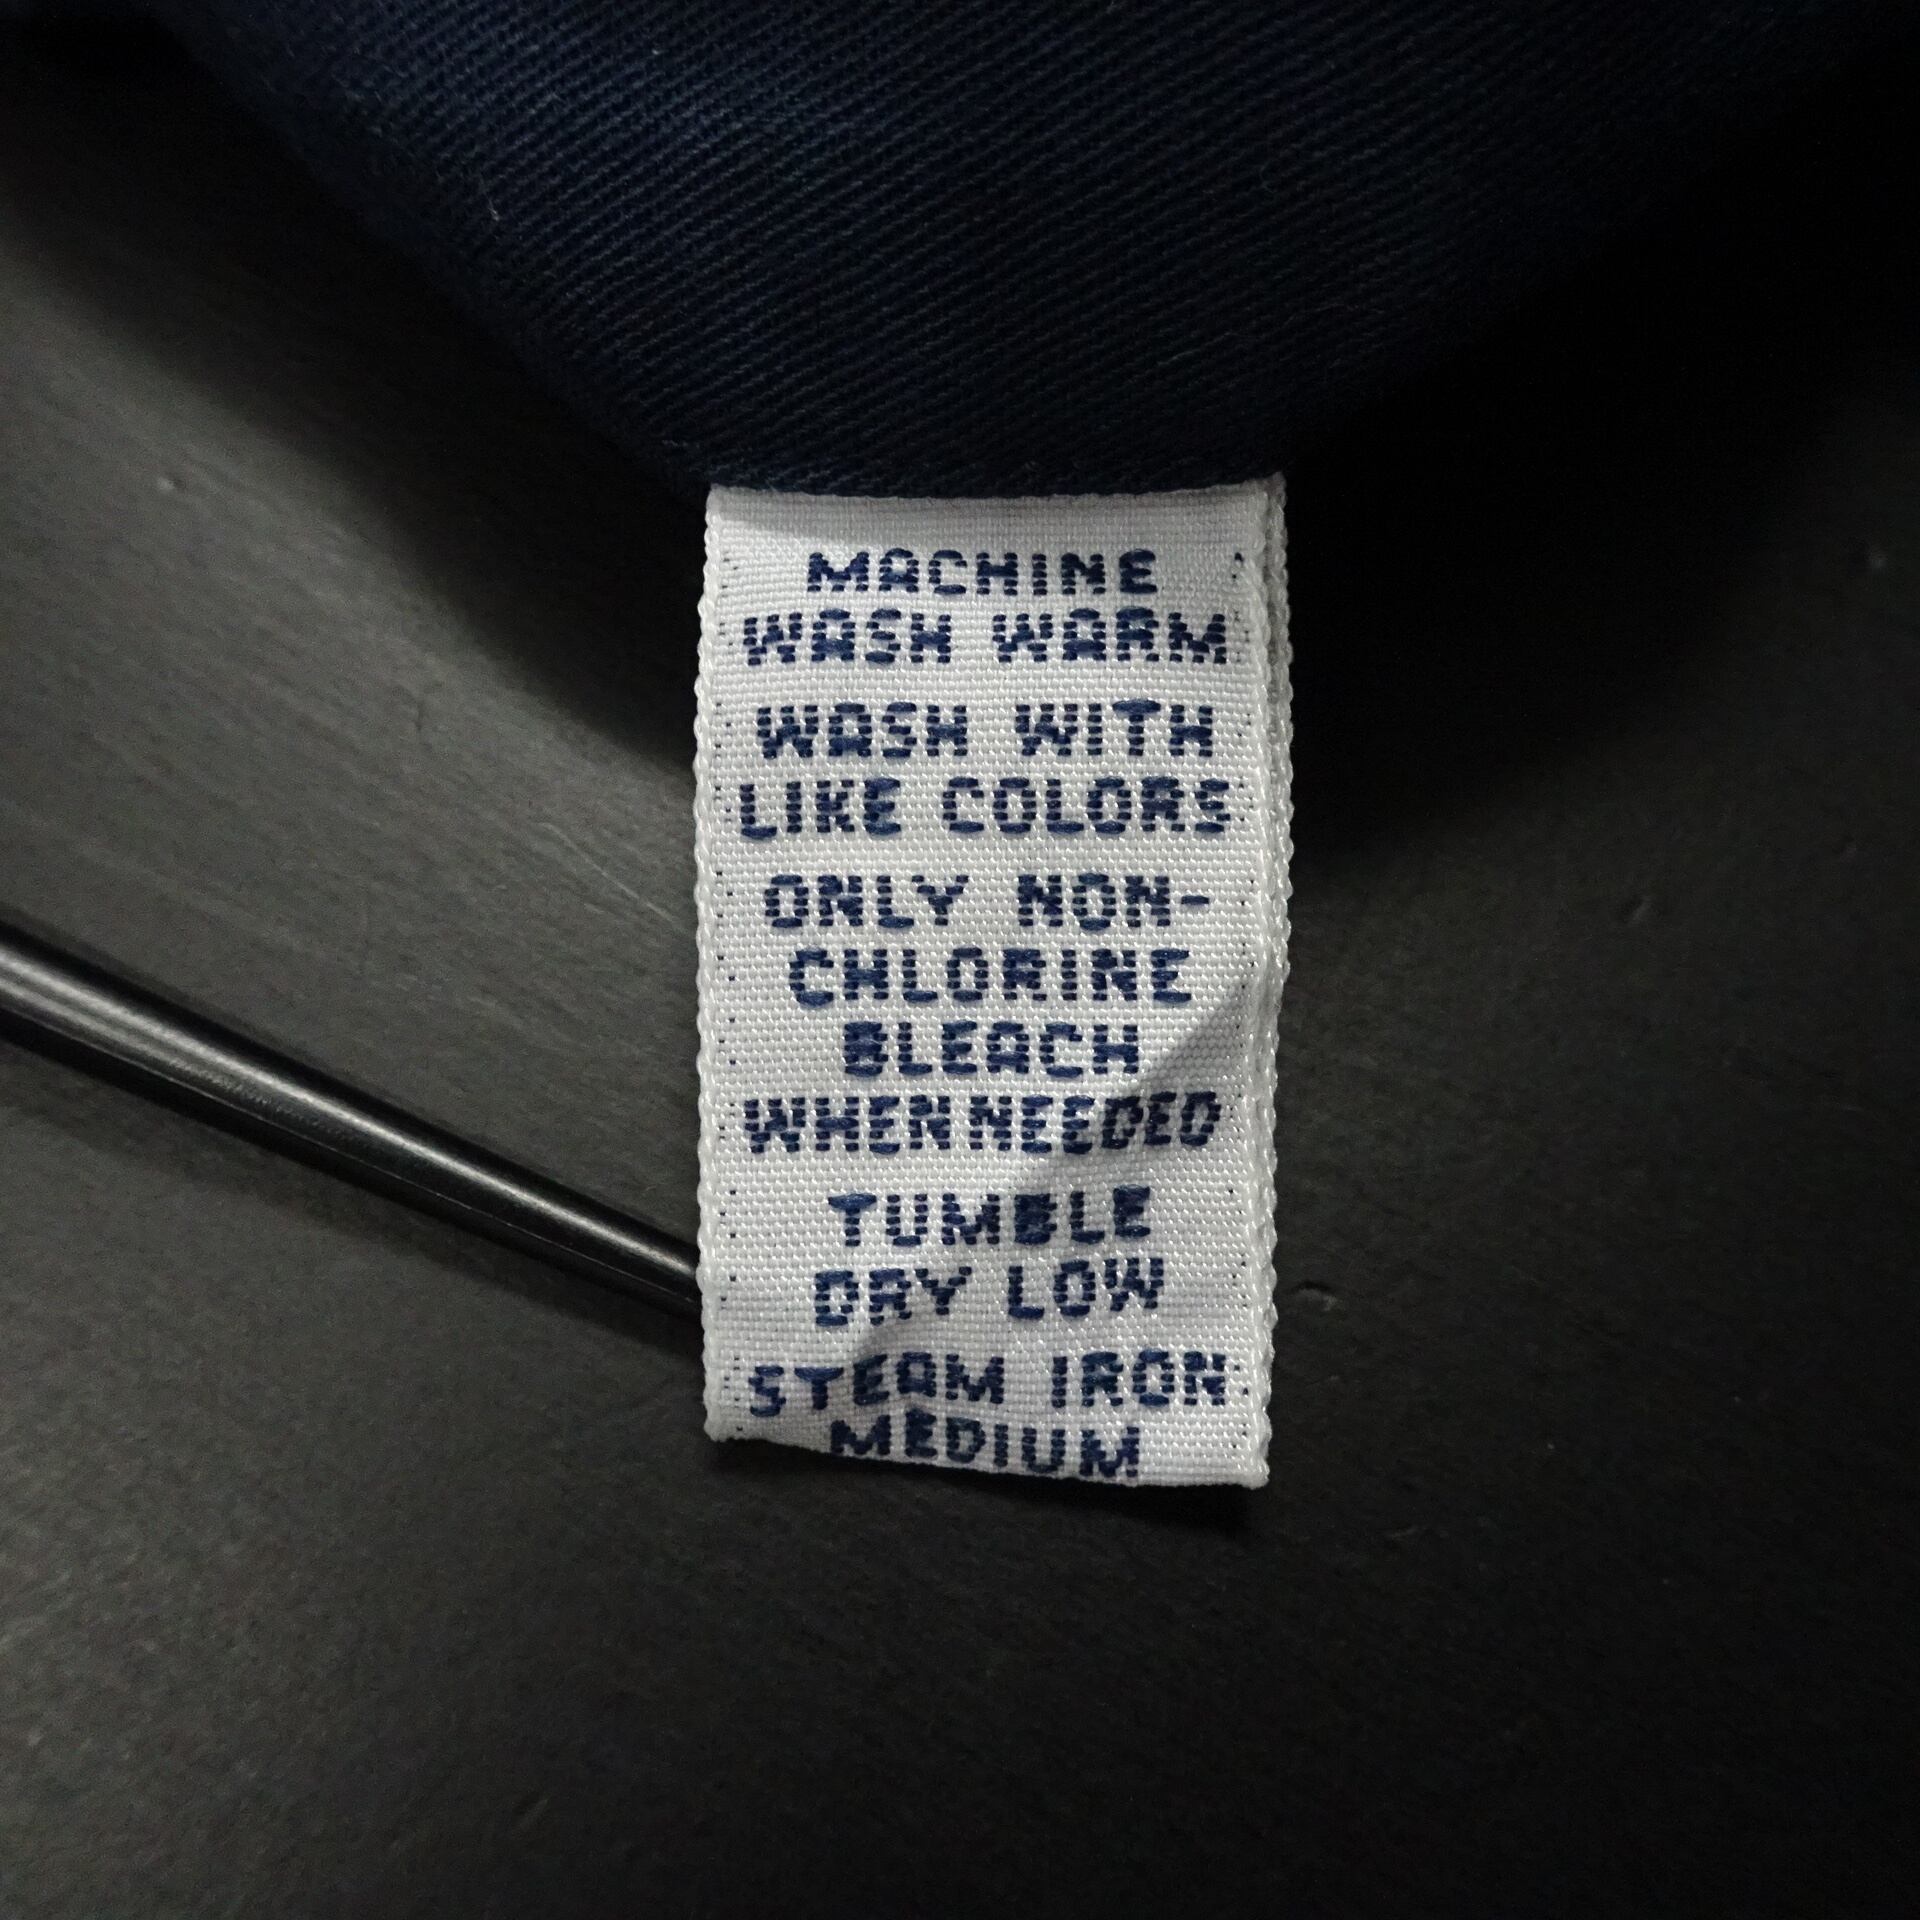 MACHINE
WASH WARM
WASH WITH
LIKE COLORS
ONLY NON-
CHLORINE
BLEACH
WHEN NEEDED
TUMBLE
DRY LOW
STEAM IRON
MEDIUM